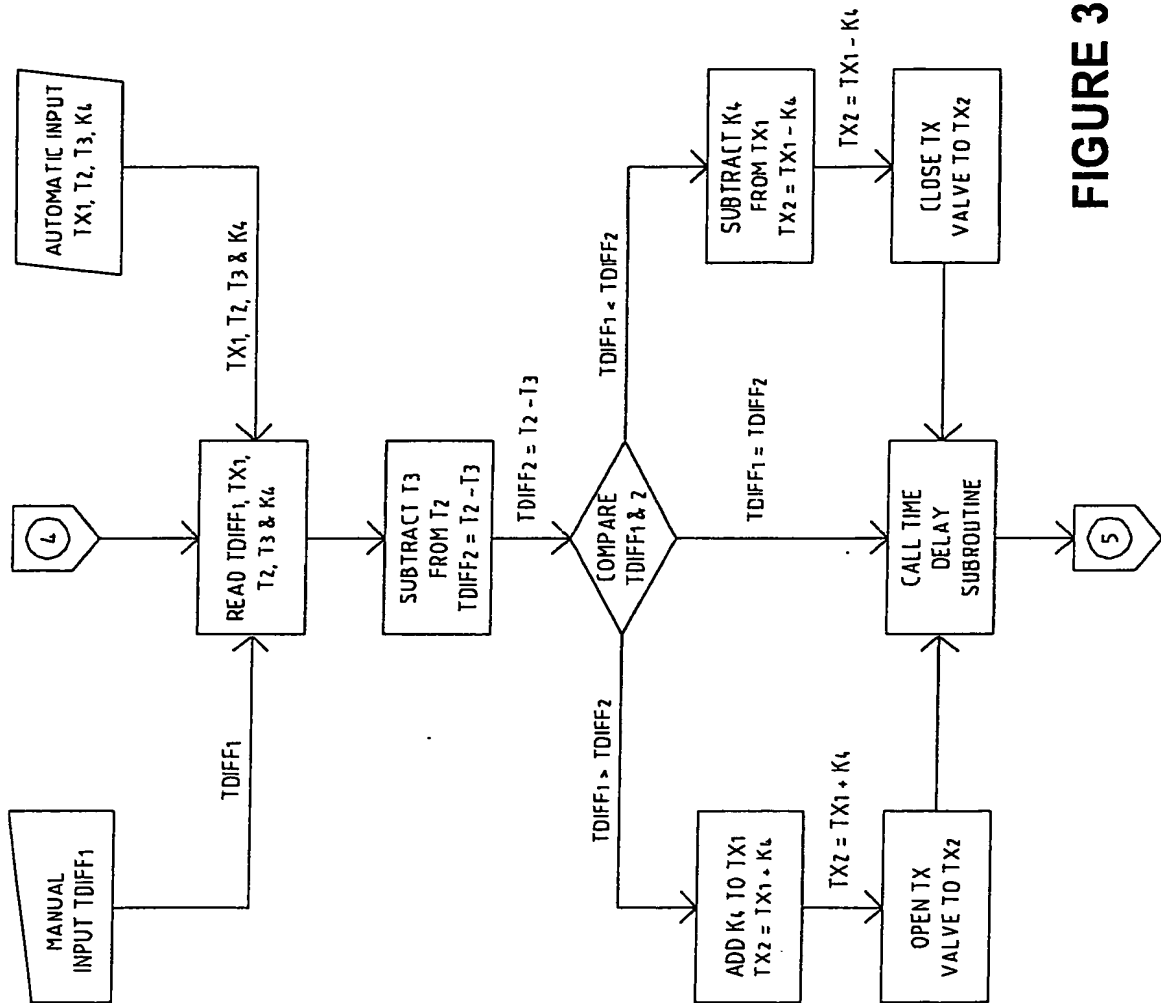 4
MANUAL
INPUT TDIFF1
AUTOMATIC INPUT
TX1, T2, T3, K4
TDIFF1
TX1, T2, T3 & K4
READ TDIFF1, TX1,
T2, T3 & K4
SUBTRACT T3
FROM T2
TDIFF2 = T2 - T3
TDIFF2 = T2 - T3
COMPARE
TDIFF1 & 2
TDIFF1 > TDIFF2
TDIFF1 = TDIFF2
TDIFF1 < TDIFF2
ADD K4 TO TX1
TX2 = TX1 + K4
SUBTRACT K4
FROM TX1
TX2 = TX1 - K4
TX2 = TX1 + K4
TX2 = TX1 - K4
OPEN TX
VALVE TO TX2
CALL TIME
DELAY
SUBROUTINE
CLOSE TX
VALVE TO TX2
5
FIGURE 3